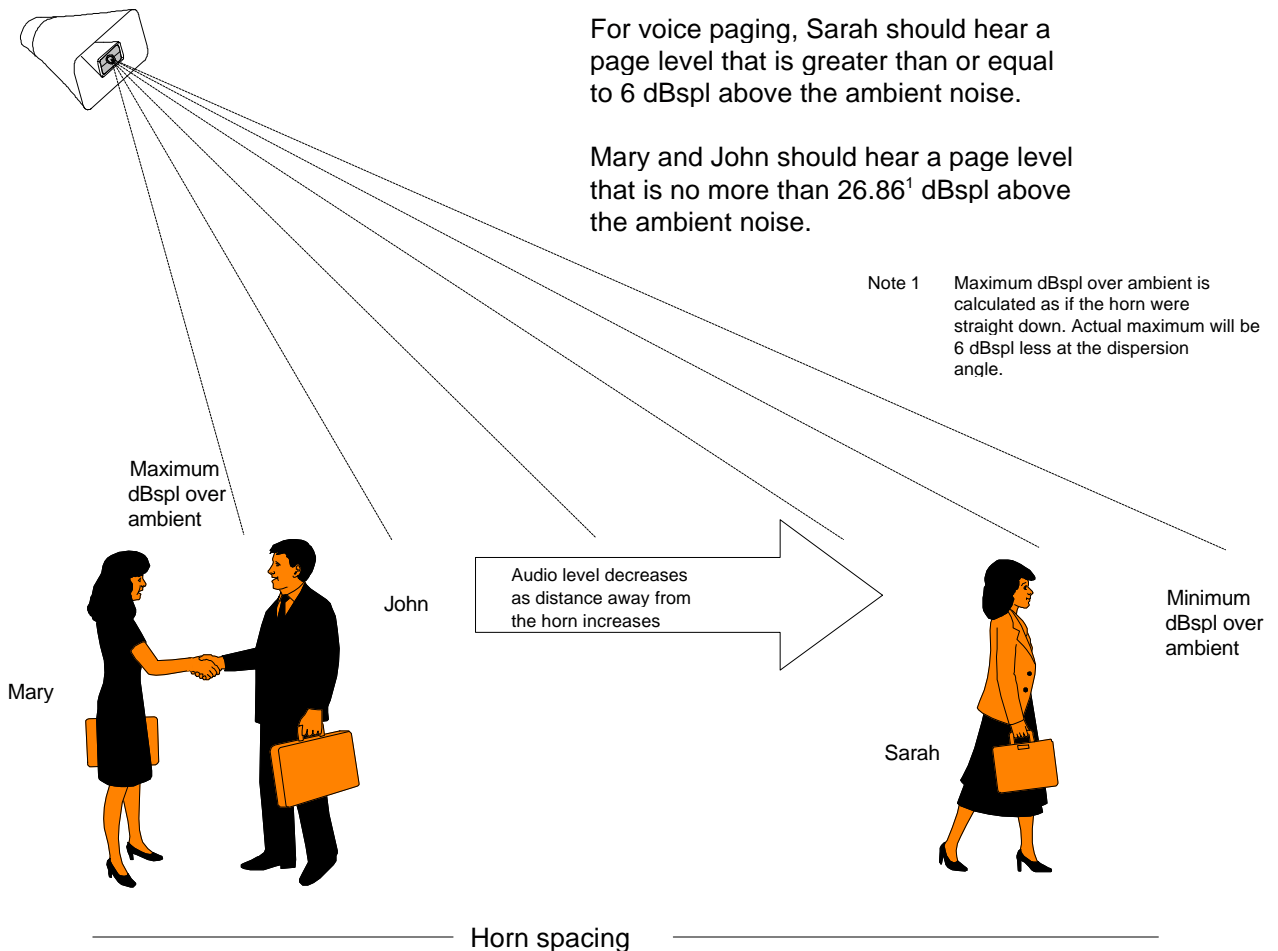 For voice paging, Sarah should hear a
page level that is greater than or equal
to 6 dBspl above the ambient noise.
Mary and John should hear a page level
that is no more than 26.86¹ dBspl above
the ambient noise.
Note 1 Maximum dBspl over ambient is
calculated as if the horn were
straight down. Actual maximum will be
6 dBspl less at the dispersion
angle.
Maximum
dBspl over
ambient
John
Audio level decreases
as distance away from
the horn increases
Minimum
dBspl over
ambient
Mary
Sarah
Horn spacing